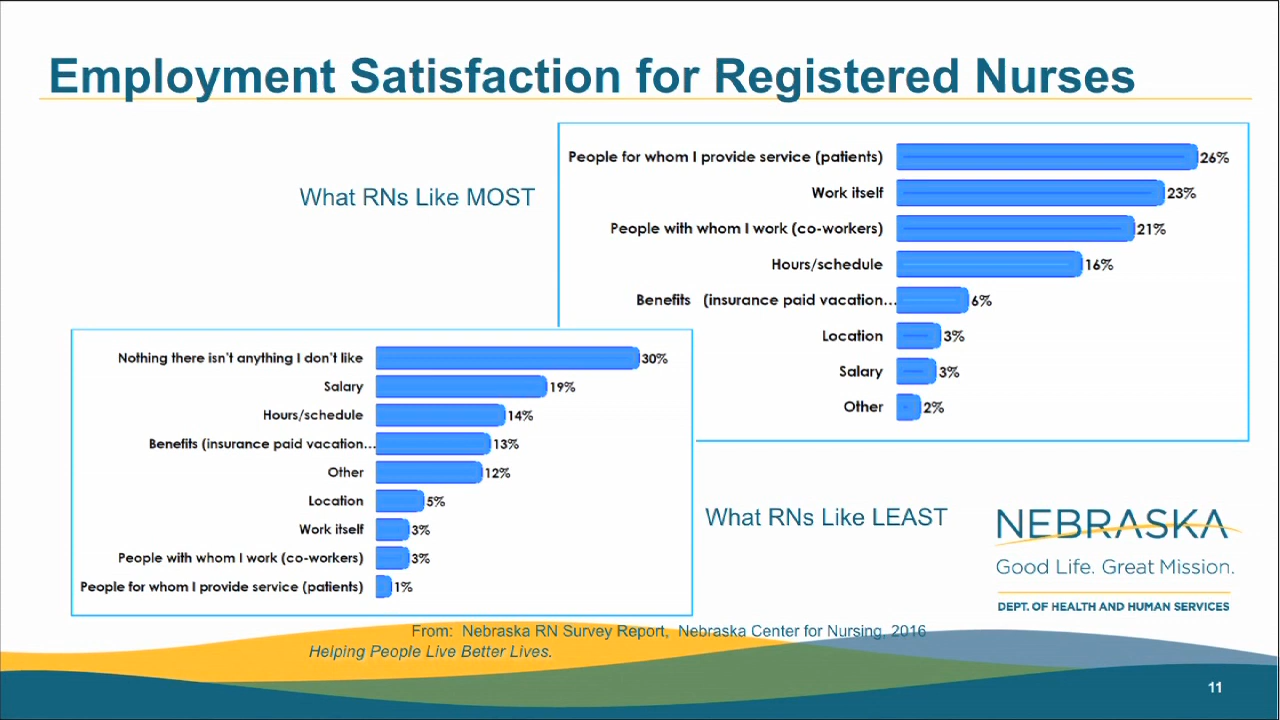 Employment Satisfaction for Registered Nurses
What RNs Like MOST
People for whom I provide service (patients) 26%
Work itself 23%
People with whom I work (co-workers) 21%
Hours/schedule 16%
Benefits (insurance paid vacation... 6%
Location 3%
Salary 3%
Other 2%
Nothing there isn't anything I don't like 30%
Salary 19%
Hours/schedule 14%
Benefits (insurance paid vacation... 13%
Other 12%
Location 5%
Work itself 3%
People with whom I work (co-workers) 3%
People for whom I provide service (patients) 1%
What RNs Like LEAST
NEBRASKA
Good Life. Great Mission.
DEPT. OF HEALTH AND HUMAN SERVICES
From: Nebraska RN Survey Report, Nebraska Center for Nursing, 2016
Helping People Live Better Lives.
11